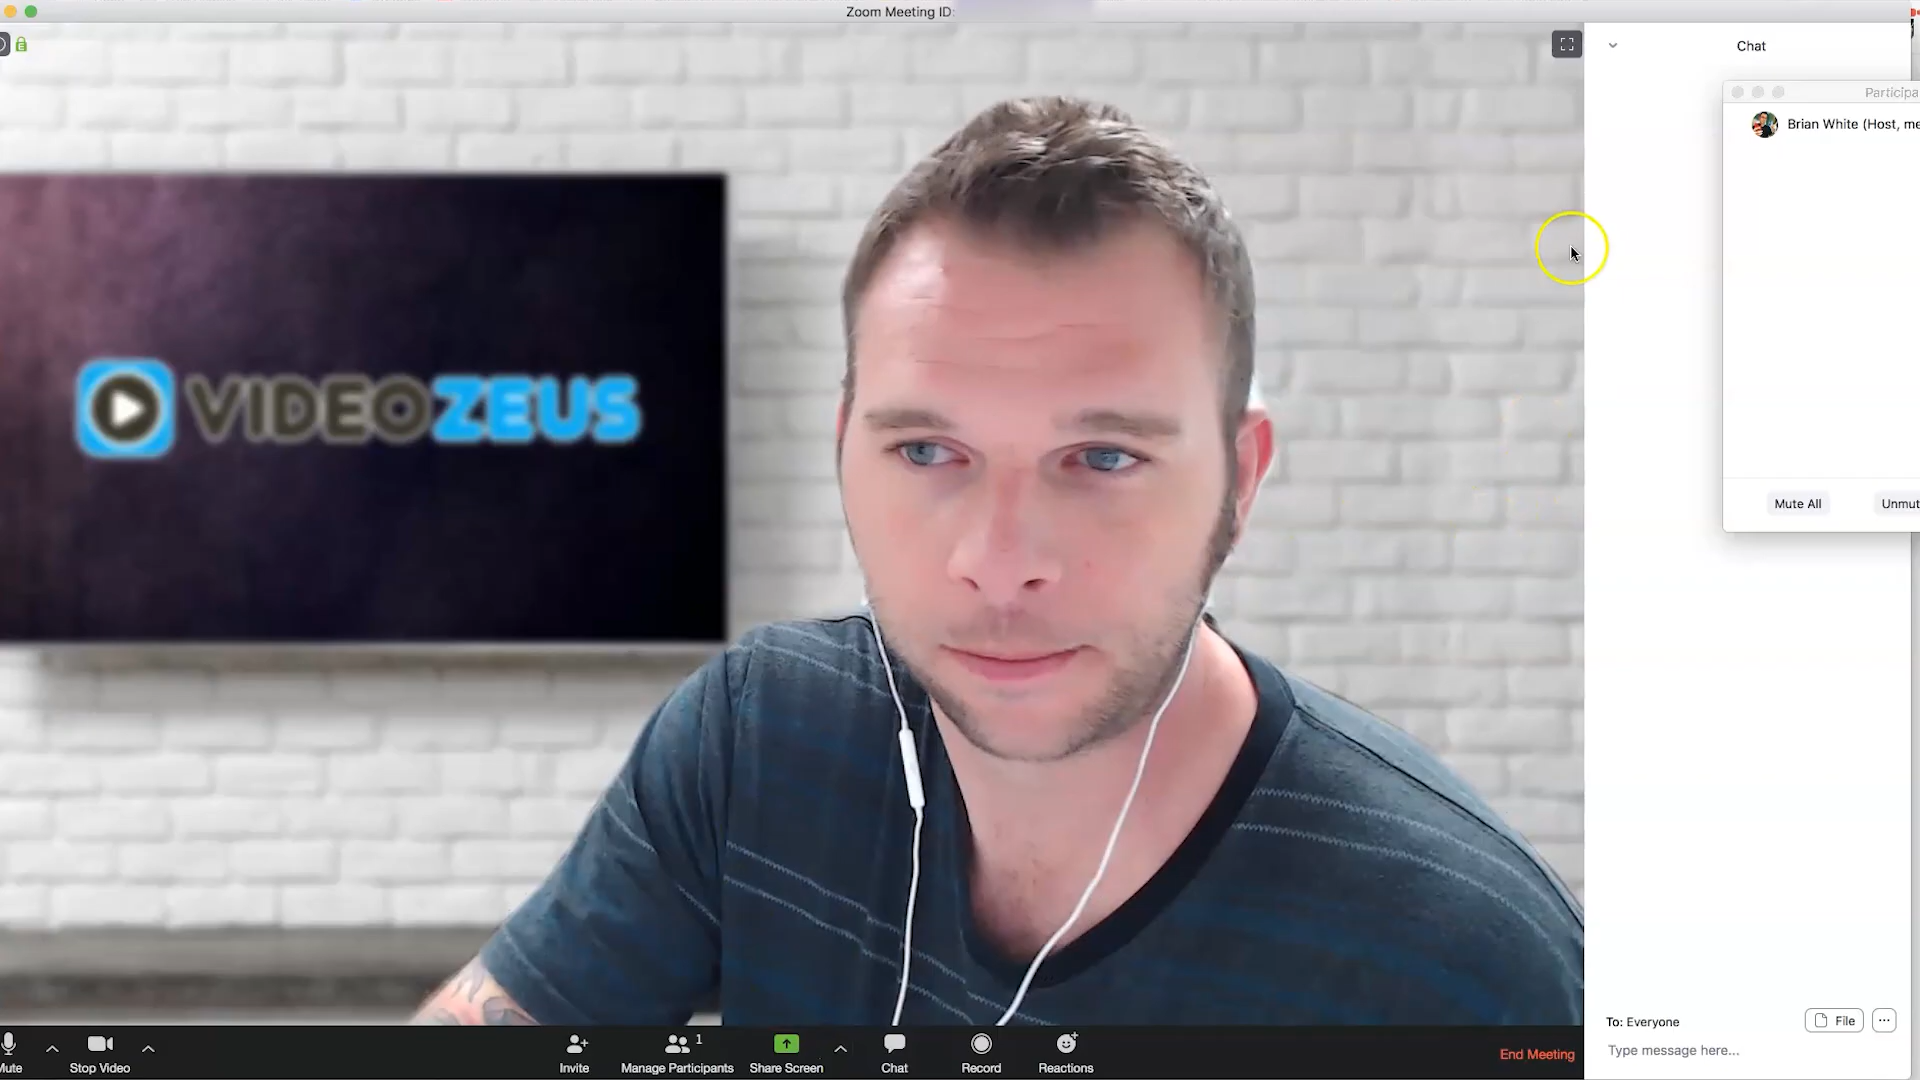 Zoom Meeting ID:
Chat
Participa
Brian White (Host, me
VIDEOZEUS
Mute All
Unmut
To: Everyone
File
Type message here...
Mute
Stop Video
Invite
1
Manage Participants
Share Screen
Chat
Record
Reactions
End Meeting